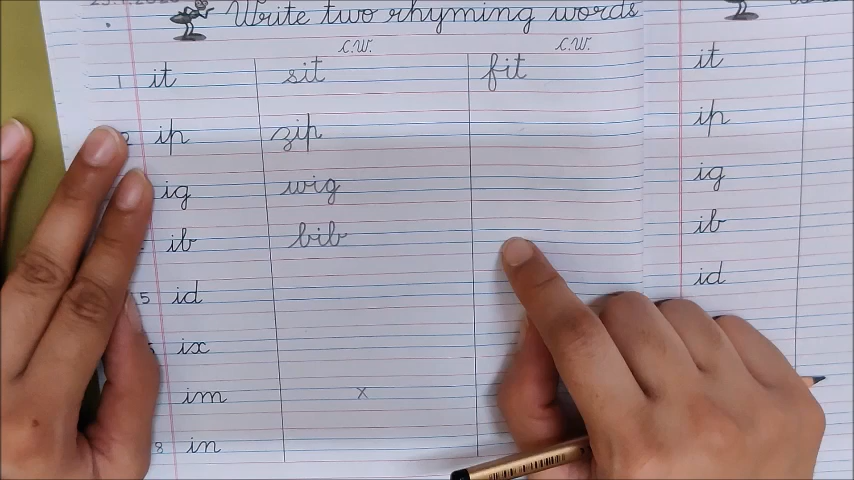 Write two rhyming words
c.w. c.w.
1 it sit fit it
2 ip zip ip
ig wig ig
ib bib ib
5 id id
ix
im x
8 in